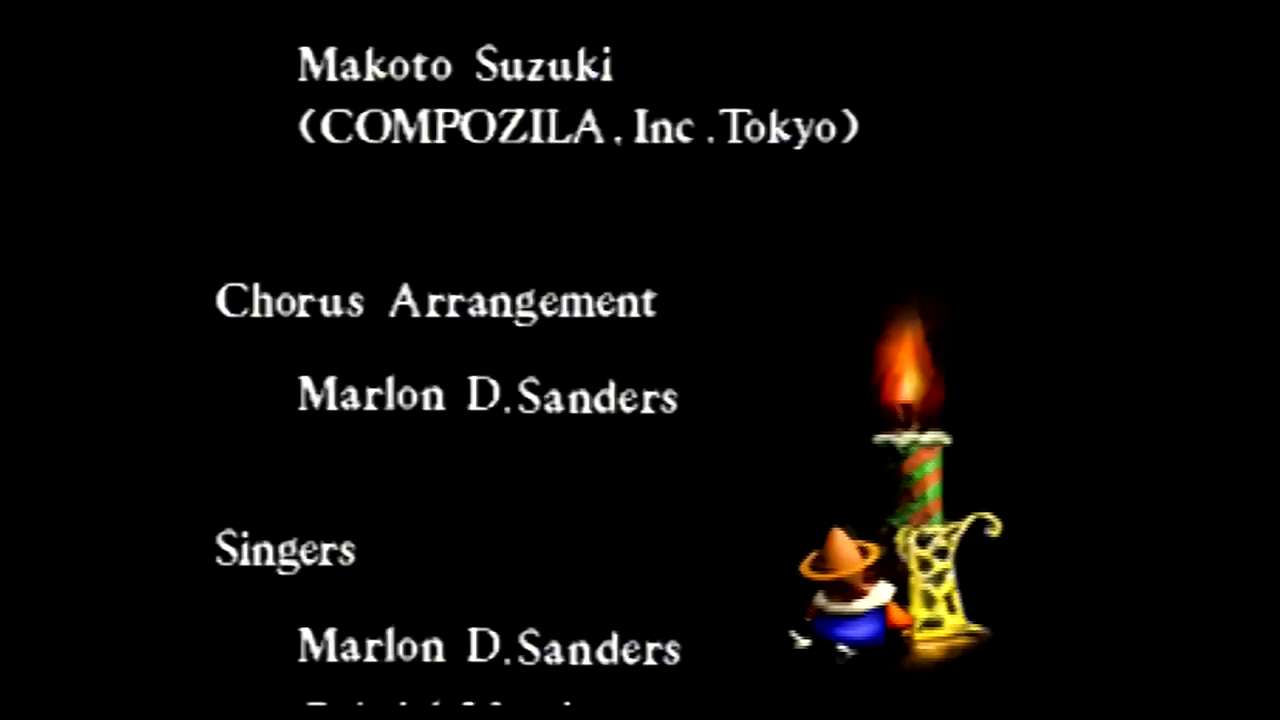 Makoto Suzuki
(COMPOZILA.Inc.Tokyo)
Chorus Arrangement
Marlon D.Sanders
Singers
Marlon D.Sanders